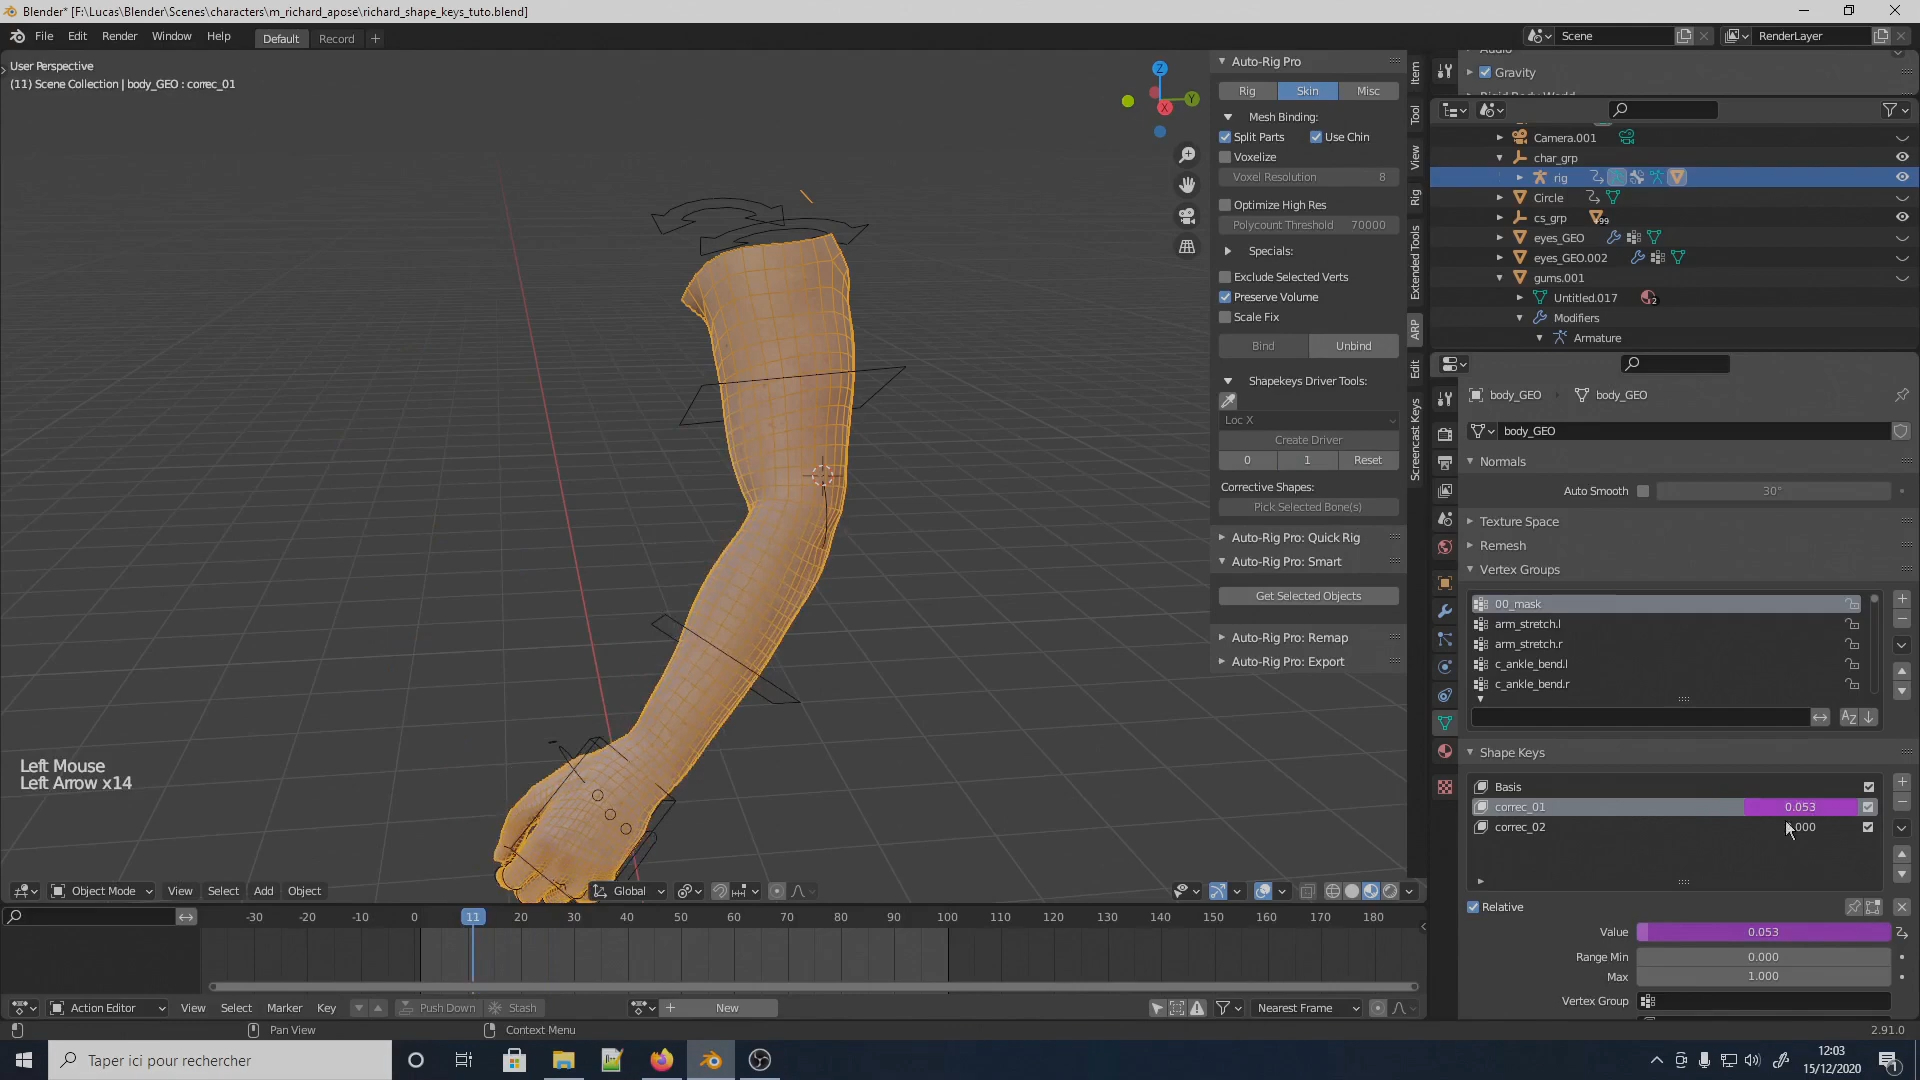 Blender* [F:\Lucas\Blender\Scenes\characters\m_richard_apose\richard_shape_keys_tuto.blend]
File Edit Render Window Help Default Record + Scene RenderLayer
User Perspective
(11) Scene Collection | body_GEO : correc_01
Auto-Rig Pro
Rig Skin Misc
Mesh Binding:
Split Parts Use Chin
Voxelize
Voxel Resolution 8
Optimize High Res
Polycount Threshold 70000
Specials:
Exclude Selected Verts
Preserve Volume
Scale Fix
Bind Unbind
Shapekeys Driver Tools:
Loc X
Create Driver
0 1 Reset
Corrective Shapes:
Pick Selected Bone(s)
Auto-Rig Pro: Quick Rig
Auto-Rig Pro: Smart
Get Selected Objects
Auto-Rig Pro: Remap
Auto-Rig Pro: Export
Item
Tool
View
Rig
Extended Tools
ARP
Edit
Screencast Keys
Z
Y
X
Gravity
Camera.001
char_grp
rig
Circle
cs_grp 99
eyes_GEO
eyes_GEO.002
gums.001
Untitled.017 2
Modifiers
Armature
body_GEO body_GEO
body_GEO
Normals
Auto Smooth 30°
Texture Space
Remesh
Vertex Groups
00_mask
arm_stretch.l
arm_stretch.r
c_ankle_bend.l
c_ankle_bend.r
AZ
Shape Keys
Basis
correc_01 0.053
correc_02
Relative
Value 0.053
Range Min 0.000
Max 1.000
Vertex Group
Left Mouse
Left Arrow x14
Object Mode View Select Add Object Global
-30 -20 -10 0 11 20 30 40 50 60 70 80 90 100 110 120 130 140 150 160 170 180
Action Editor View Select Marker Key Push Down Stash + New Nearest Frame
Pan View Context Menu 2.91.0
Taper ici pour rechercher
12:03
15/12/2020
1